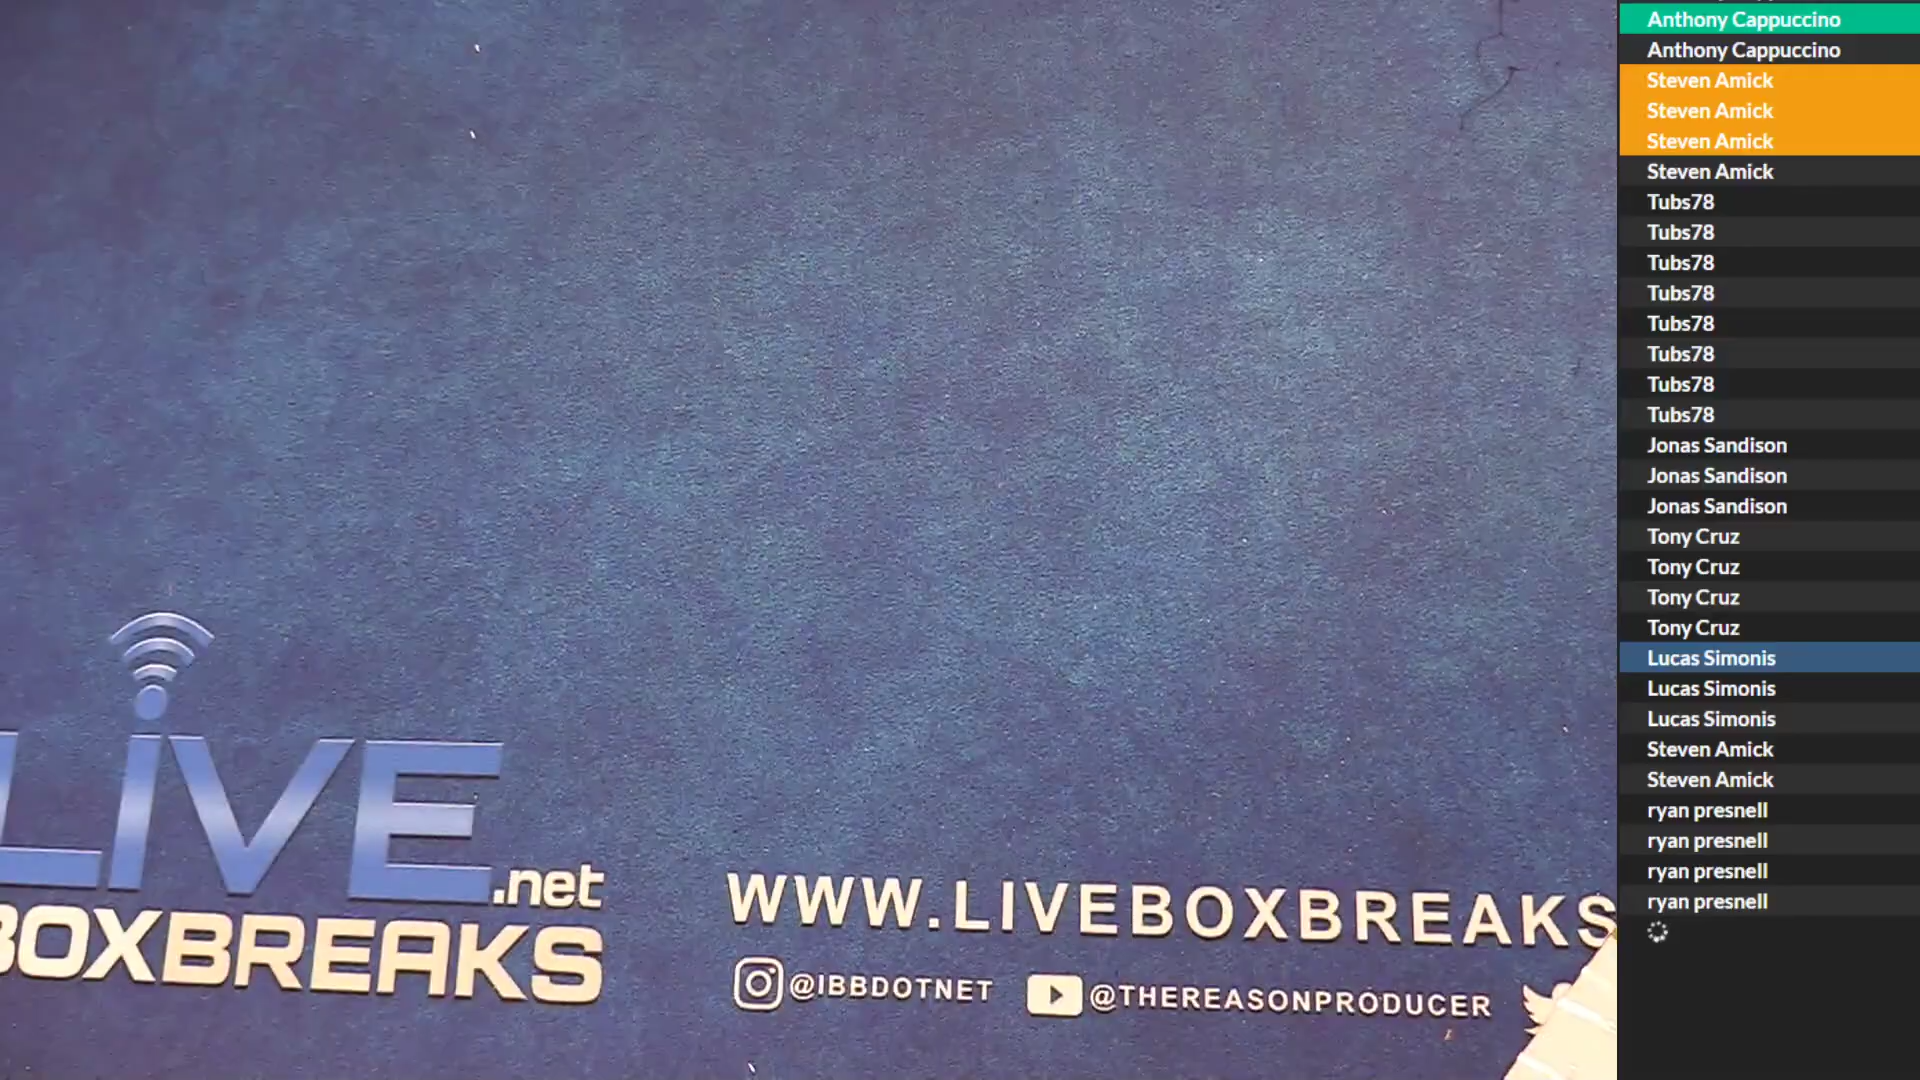 Anthony Cappuccino
Anthony Cappuccino
Steven Amick
Steven Amick
Steven Amick
Steven Amick
Tubs78
Tubs78
Tubs78
Tubs78
Tubs78
Tubs78
Tubs78
Tubs78
Jonas Sandison
Jonas Sandison
Jonas Sandison
Tony Cruz
Tony Cruz
Tony Cruz
Tony Cruz
Lucas Simonis
Lucas Simonis
Lucas Simonis
Steven Amick
Steven Amick
ryan presnell
ryan presnell
ryan presnell
ryan presnell
LIVE.net
BOXBREAKS
WWW.LIVEBOXBREAKS
@IBBDOTNET @THEREASONPRODUCER